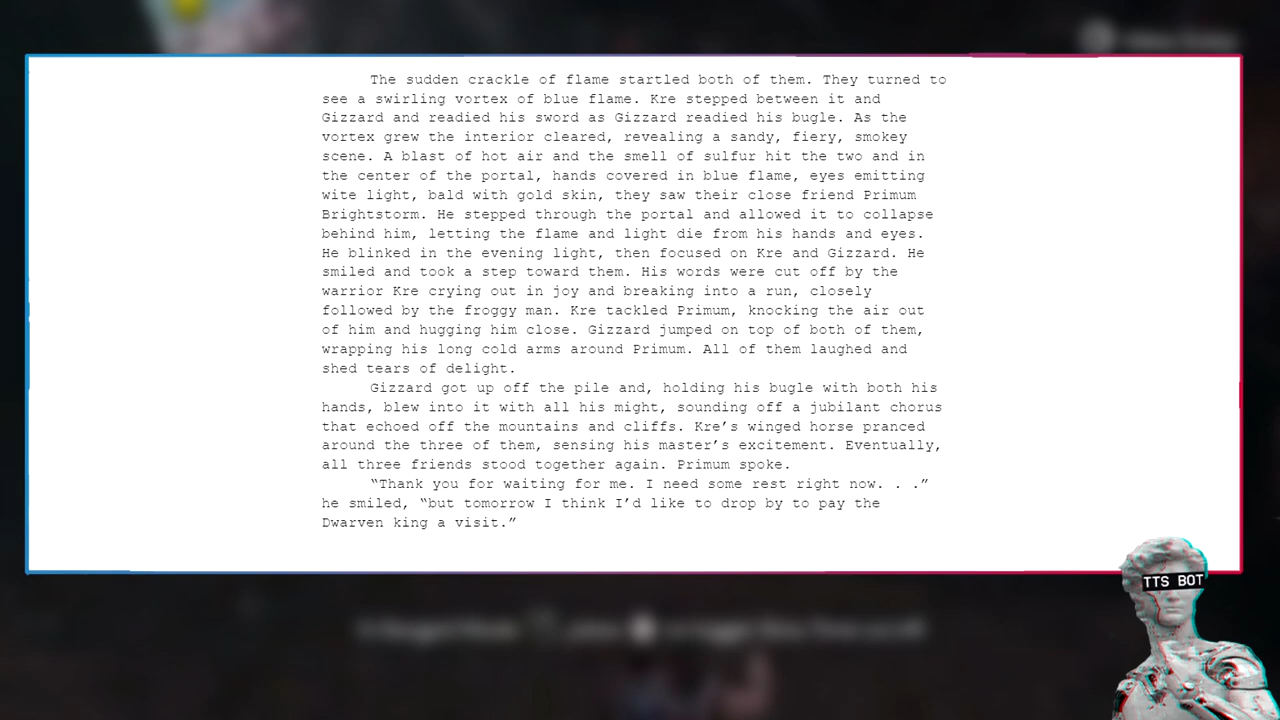 The sudden crackle of flame startled both of them. They turned to
see a swirling vortex of blue flame. Kre stepped between it and
Gizzard and readied his sword as Gizzard readied his bugle. As the
vortex grew the interior cleared, revealing a sandy, fiery, smokey
scene. A blast of hot air and the smell of sulfur hit the two and in
the center of the portal, hands covered in blue flame, eyes emitting
wite light, bald with gold skin, they saw their close friend Primum
Brightstorm. He stepped through the portal and allowed it to collapse
behind him, letting the flame and light die from his hands and eyes.
He blinked in the evening light, then focused on Kre and Gizzard. He
smiled and took a step toward them. His words were cut off by the
warrior Kre crying out in joy and breaking into a run, closely
followed by the froggy man. Kre tackled Primum, knocking the air out
of him and hugging him close. Gizzard jumped on top of both of them,
wrapping his long cold arms around Primum. All of them laughed and
shed tears of delight.
Gizzard got up off the pile and, holding his bugle with both his
hands, blew into it with all his might, sounding off a jubilant chorus
that echoed off the mountains and cliffs. Kre’s winged horse pranced
around the three of them, sensing his master’s excitement. Eventually,
all three friends stood together again. Primum spoke.
“Thank you for waiting for me. I need some rest right now. . .”
he smiled, “but tomorrow I think I’d like to drop by to pay the
Dwarven king a visit.”
TTS BOT